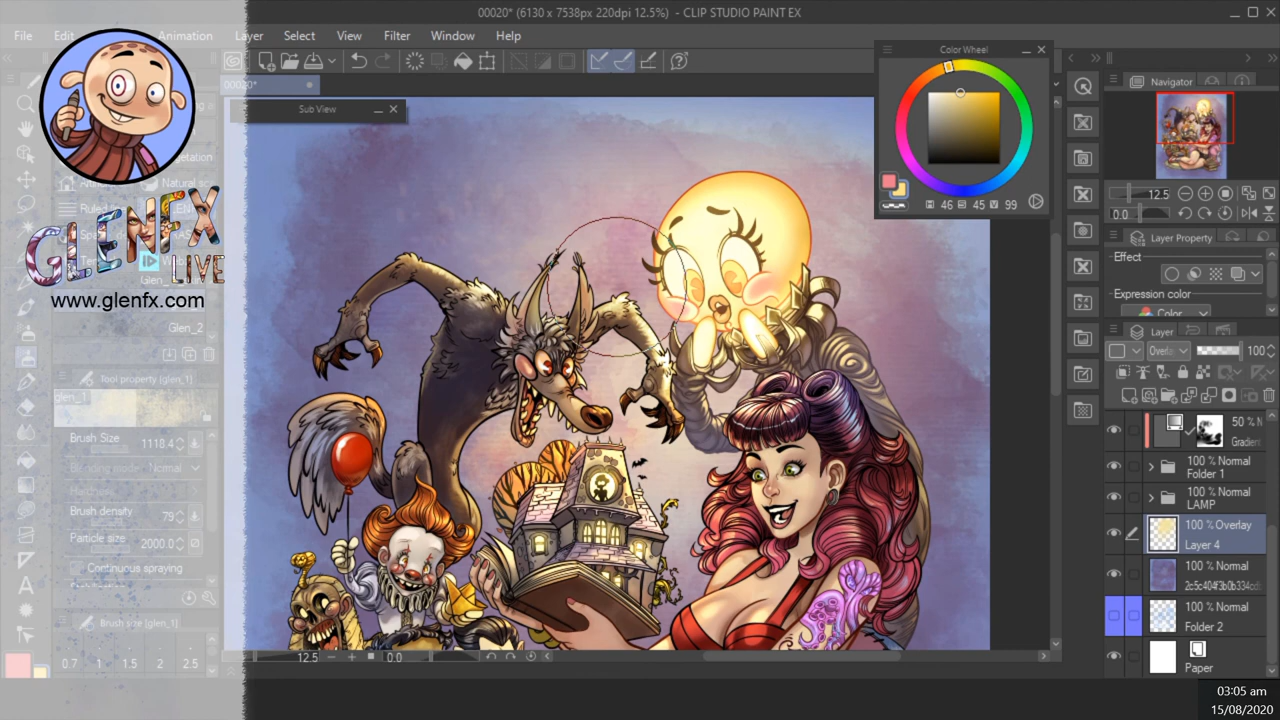 00020* (6130 x 7538px 220dpi 12.5%) - CLIP STUDIO PAINT EX
File Edit Animation Layer Select View Filter Window Help
00020*
Sub View
Color Wheel
46 45 99
Navigator
12.5
0.0
Layer Property
Effect
Expression color
Color
Layer
100
50 % N
Gradient
100 % Normal
Folder 1
100 % Normal
LAMP
100 % Overlay
Layer 4
100 % Normal
100 % Normal
Folder 2
Paper
GLENFX
LIVE
www.glenfx.com
Glen_2
Tool property (glen_1)
glen_1
Brush Size 1118.4
Blending mode Normal
Brush density 79
Particle size 2000.0
Continuous spraying
Brush size [glen_1]
0.7 1 1.5 2 2.5
12.5 0.0
03:05 am
15/08/2020